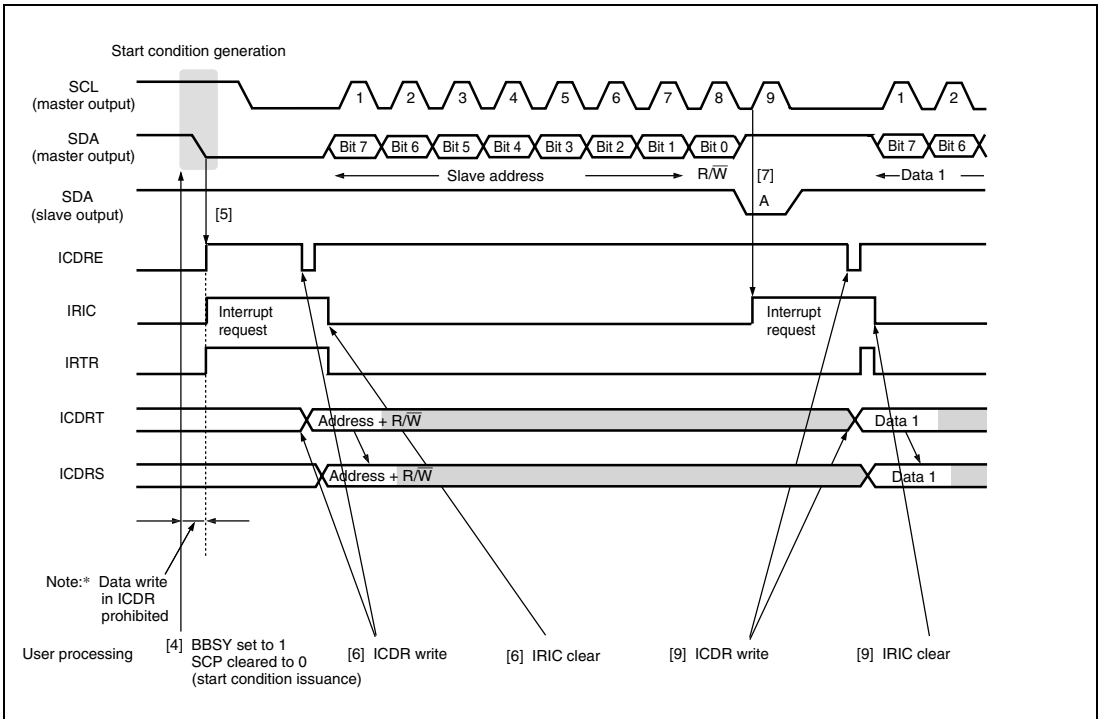 Start condition generation
SCL
(master output)
1 2 3 4 5 6 7 8 9 1 2
SDA
(master output)
Bit 7 Bit 6 Bit 5 Bit 4 Bit 3 Bit 2 Bit 1 Bit 0 Bit 7 Bit 6
Slave address R/W̅ [7] Data 1
SDA
(slave output)
A
[5]
ICDRE
IRIC
Interrupt
request
Interrupt
request
IRTR
ICDRT
Address + R/W̅ Data 1
ICDRS
Address + R/W̅ Data 1
Note:* Data write
in ICDR
prohibited
User processing
[4] BBSY set to 1
SCP cleared to 0
(start condition issuance)
[6] ICDR write
[6] IRIC clear
[9] ICDR write
[9] IRIC clear